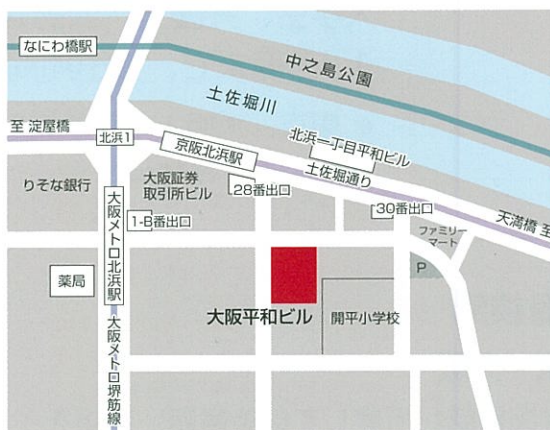 なにわ橋駅
中之島公園
土佐堀川
至 淀屋橋
北浜1
京阪北浜駅
北浜一丁目平和ビル
土佐堀通り
りそな銀行
大阪証券
取引所ビル
28番出口
30番出口
天満橋 至
1-B番出口
ファミリー
マート
P
大阪メトロ北浜駅
薬局
大阪平和ビル
開平小学校
大阪メトロ堺筋線